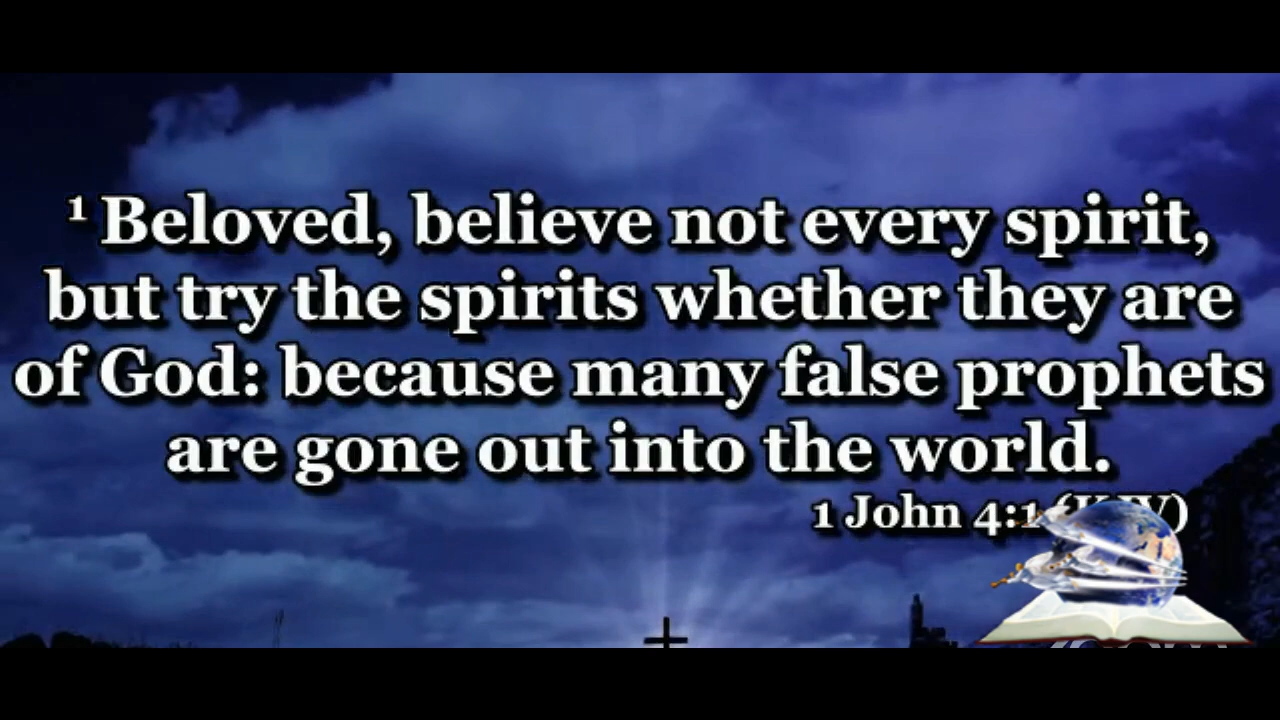 ¹ Beloved, believe not every spirit,
but try the spirits whether they are
of God: because many false prophets
are gone out into the world.
1 John 4:1 (KJV)